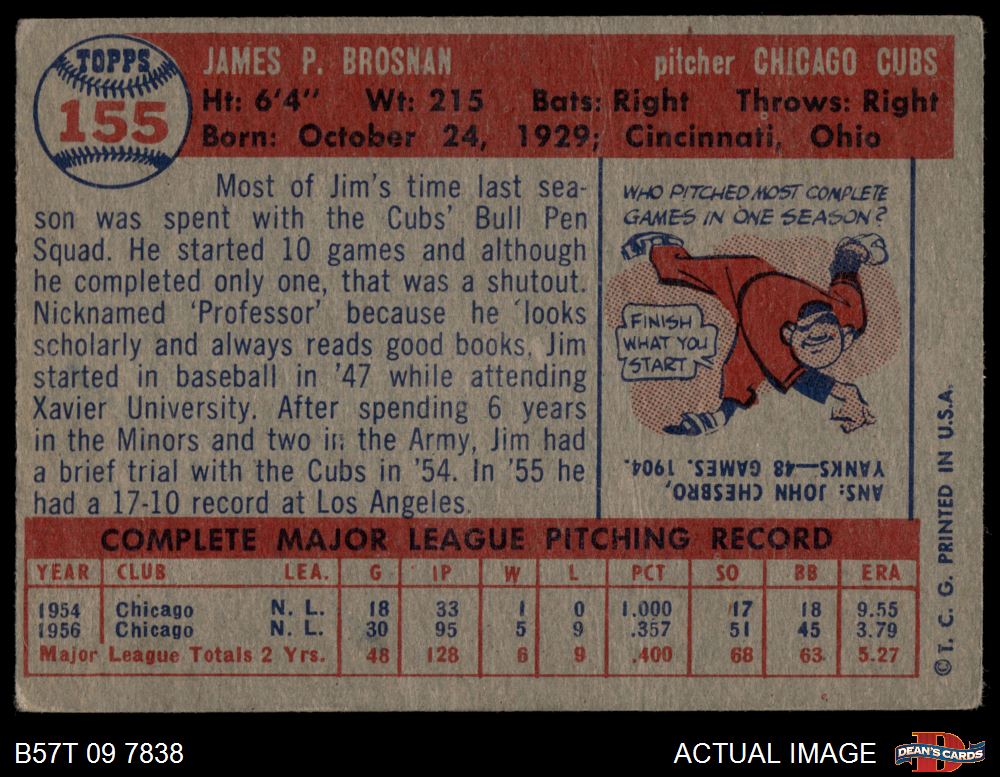 TOPPS
155
JAMES P. BROSNAN pitcher CHICAGO CUBS
Ht: 6'4" Wt: 215 Bats: Right Throws: Right
Born: October 24, 1929; Cincinnati, Ohio
Most of Jim's time last sea-
son was spent with the Cubs' Bull Pen
Squad. He started 10 games and although
he completed only one, that was a shutout.
Nicknamed 'Professor' because he 'looks
scholarly and always reads good books, Jim
started in baseball in '47 while attending
Xavier University. After spending 6 years
in the Minors and two in the Army, Jim had
a brief trial with the Cubs in '54. In '55 he
had a 17-10 record at Los Angeles.
WHO PITCHED MOST COMPLETE
GAMES IN ONE SEASON?
FINISH
WHAT YOU
START
ANS: JOHN CHESBRO,
YANKS—48 GAMES. 1904.
COMPLETE MAJOR LEAGUE PITCHING RECORD
YEAR CLUB LEA. G IP W L PCT SO BB ERA
1954 Chicago N. L. 18 33 1 0 1.000 17 18 9.55
1956 Chicago N. L. 30 95 5 9 .357 51 45 3.79
Major League Totals 2 Yrs. 48 128 6 9 .400 68 63 5.27
© T. C. G. PRINTED IN U.S.A.
B57T 09 7838 ACTUAL IMAGE
DEAN'S CARDS